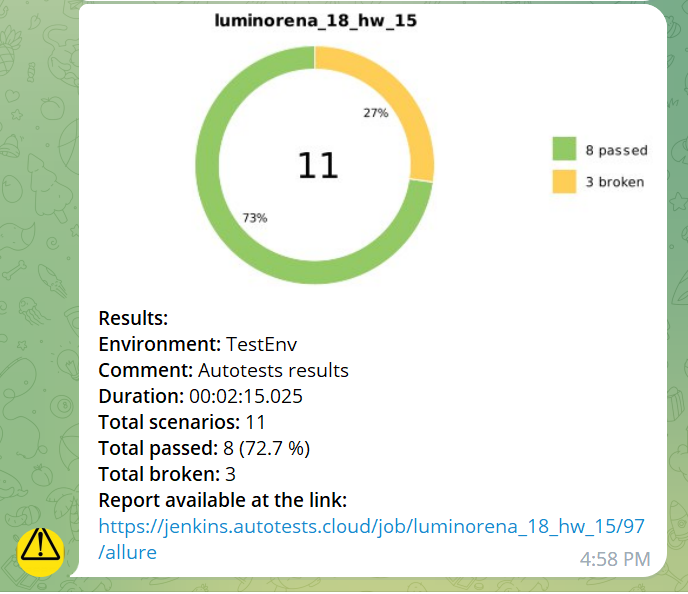 luminorena_18_hw_15
27%
11
73%
8 passed
3 broken
Results:
Environment: TestEnv
Comment: Autotests results
Duration: 00:02:15.025
Total scenarios: 11
Total passed: 8 (72.7 %)
Total broken: 3
Report available at the link:
https://jenkins.autotests.cloud/job/luminorena_18_hw_15/97
/allure
4:58 PM